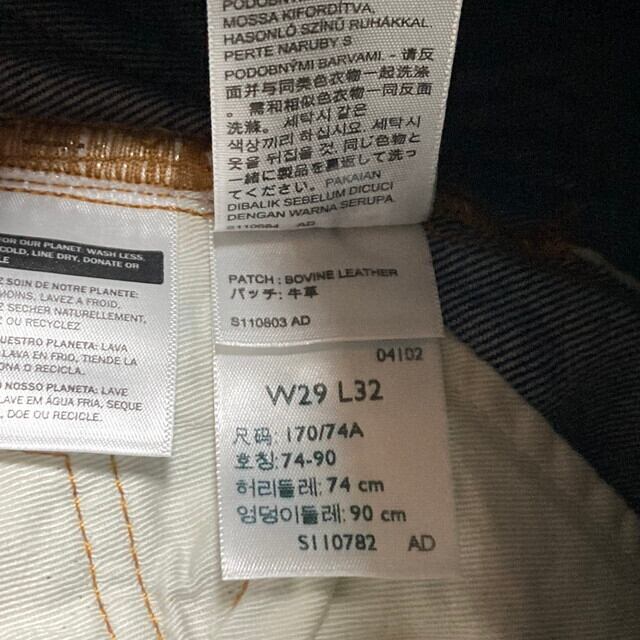 MOSSA KIFORDÍTVA,
HASONLÓ SZÍNŰ RUHÁKKAL.
PERTE NARUBY S
PODOBNÝMI BARVAMI. - 请反
面并与同类色衣物一起洗涤
。需和相似色衣物一同反面
洗滌。세탁시 같은
색상끼리 하십시요. 세탁시
옷을 뒤집을 것. 同じ色物と
一緒に製品を裏返して洗っ
てください。PAKAIAN
DIBALIK SEBELUM DICUCI
DENGAN WARNA SERUPA
S110684 AD
FOR OUR PLANET: WASH LESS,
COLD, LINE DRY, DONATE OR
SOIN DE NOTRE PLANETE:
MOINS, LAVEZ A FROID,
SECHER NATURELLEMENT,
OU RECYCLEZ
NUESTRO PLANETA: LAVA
LAVA EN FRIO, TIENDE LA
DONA O RECICLA.
O NOSSO PLANETA: LAVE
LAVE EM ÁGUA FRIA, SEQUE
, DOE OU RECICLE.
PATCH : BOVINE LEATHER
パッチ: 牛革
S110803 AD
04102
W29 L32
尺码: 170/74A
호칭: 74-90
허리둘레: 74 cm
엉덩이둘레: 90 cm
S110782 AD